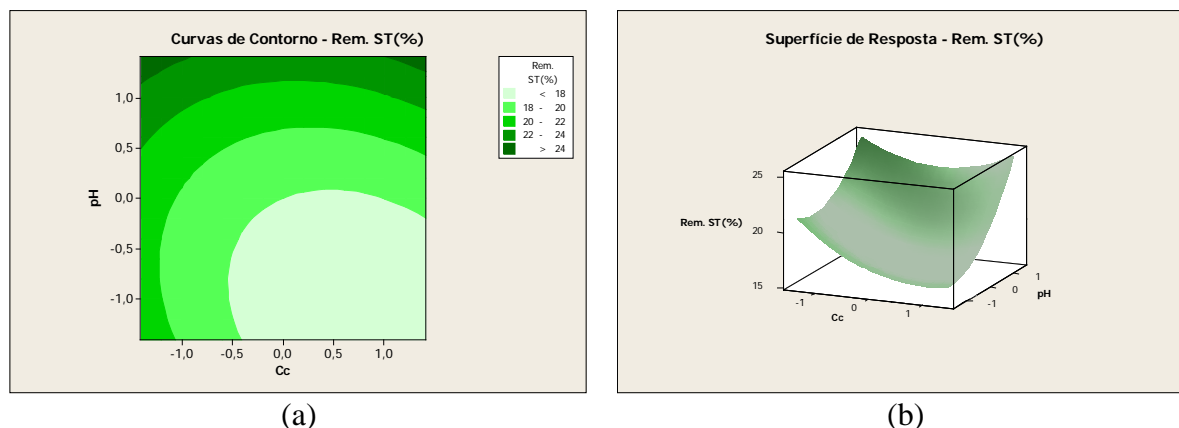 Curvas de Contorno - Rem. ST(%)
Rem.
ST(%)
< 18
18 - 20
20 - 22
22 - 24
> 24
1,0
0,5
0,0
-0,5
-1,0
pH
-1,0 -0,5 0,0 0,5 1,0
Cc
(a)
Superfície de Resposta - Rem. ST(%)
25
20
15
Rem. ST(%)
-1 0 1
Cc
-1 0 1
pH
(b)